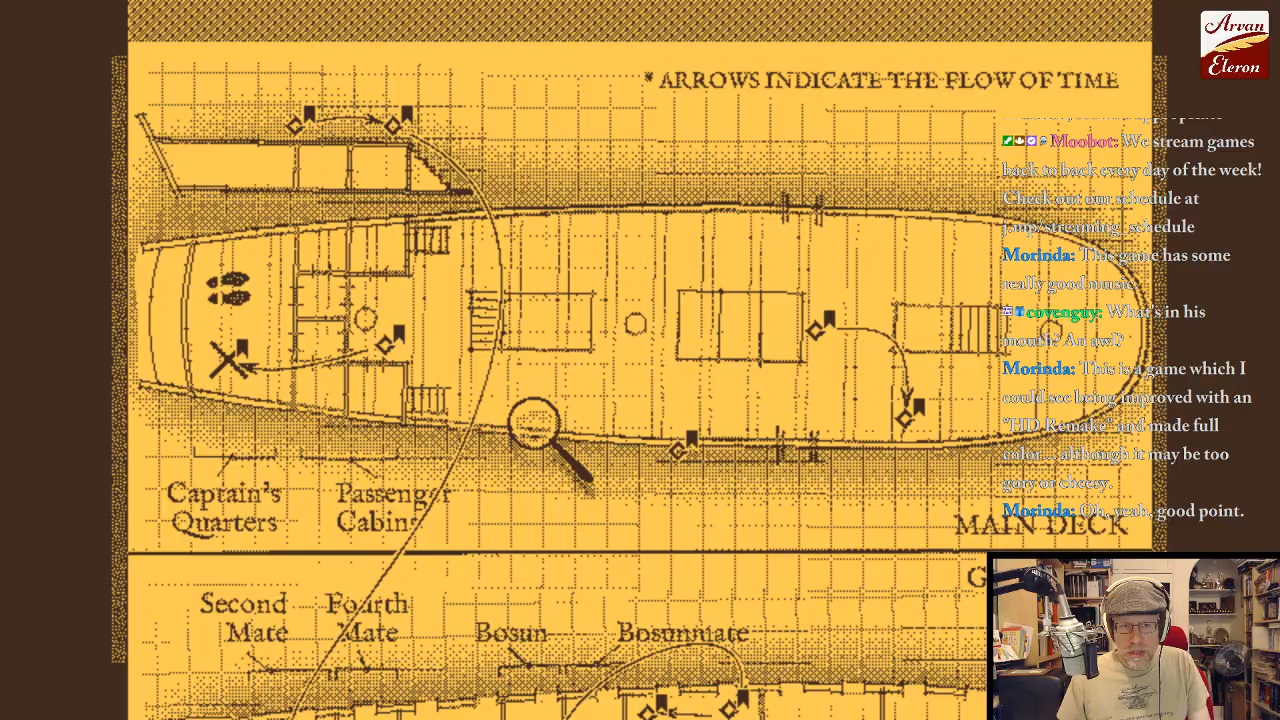 Arvan
Eleron
* ARROWS INDICATE THE FLOW OF TIME
Moobot: We stream games
back to back every day of the week!
Check out our schedule at
j.mp/streaming_schedule
Morinda: This game has some
really good music.
covenguy: What's in his
mouth? An awl?
Morinda: This is a game which I
could see being improved with an
"HD Remake" and made full
color... although it may be too
gory or cheesy.
Morinda: Oh, yeah, good point.
Captain's
Quarters
Passenger
Cabins
MAIN DECK
G
Second
Mate
Fourth
Mate
Bosun
Bosunmate